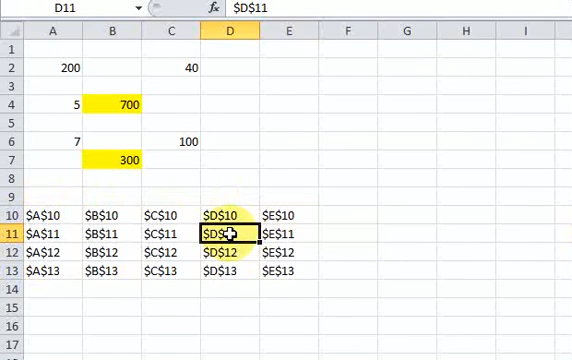 D11 fx $D$11
A B C D E F G H I
1
2 200 40
3
4 5 700
5
6 7 100
7 300
8
9
10 $A$10 $B$10 $C$10 $D$10 $E$10
11 $A$11 $B$11 $C$11 $E$11
12 $A$12 $B$12 $C$12 $D$12 $E$12
13 $A$13 $B$13 $C$13 $D$13 $E$13
14
15
16
17